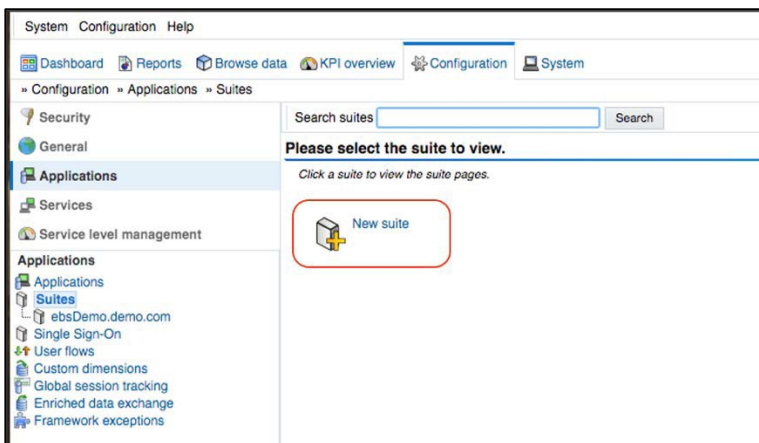 System Configuration Help
Dashboard Reports Browse data KPI overview Configuration System
» Configuration » Applications » Suites
Security
Search suites Search
General
Please select the suite to view.
Applications
Click a suite to view the suite pages.
Services
New suite
Service level management
Applications
Applications
Suites
ebsDemo.demo.com
Single Sign-On
User flows
Custom dimensions
Global session tracking
Enriched data exchange
Framework exceptions